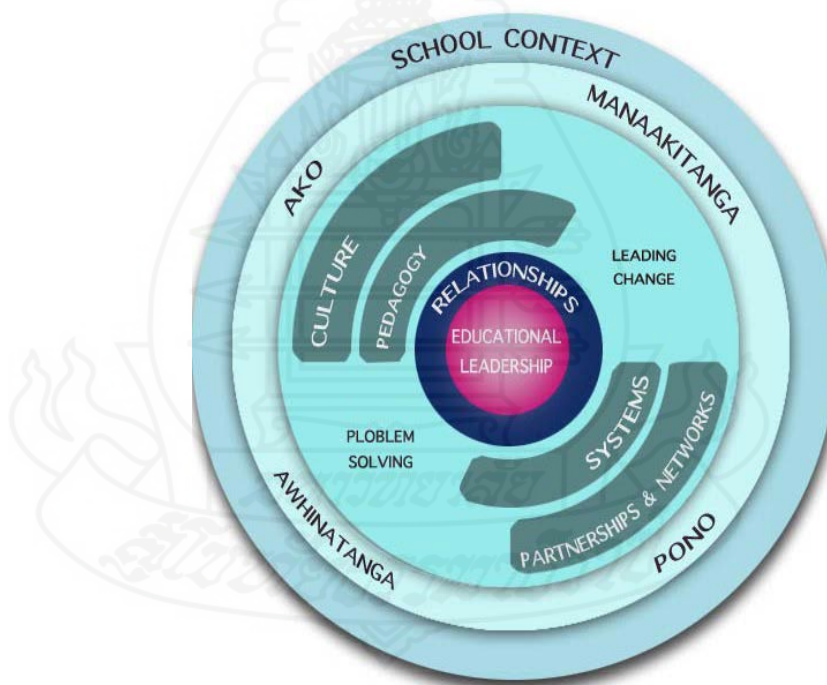 SCHOOL CONTEXT
MANAAKITANGA
AKO
CULTURE
PEDAGOGY
RELATIONSHIPS
LEADING
CHANGE
EDUCATIONAL
LEADERSHIP
PLOBLEM
SOLVING
SYSTEMS
PARTNERSHIPS & NETWORKS
AWHINATANGA
PONO